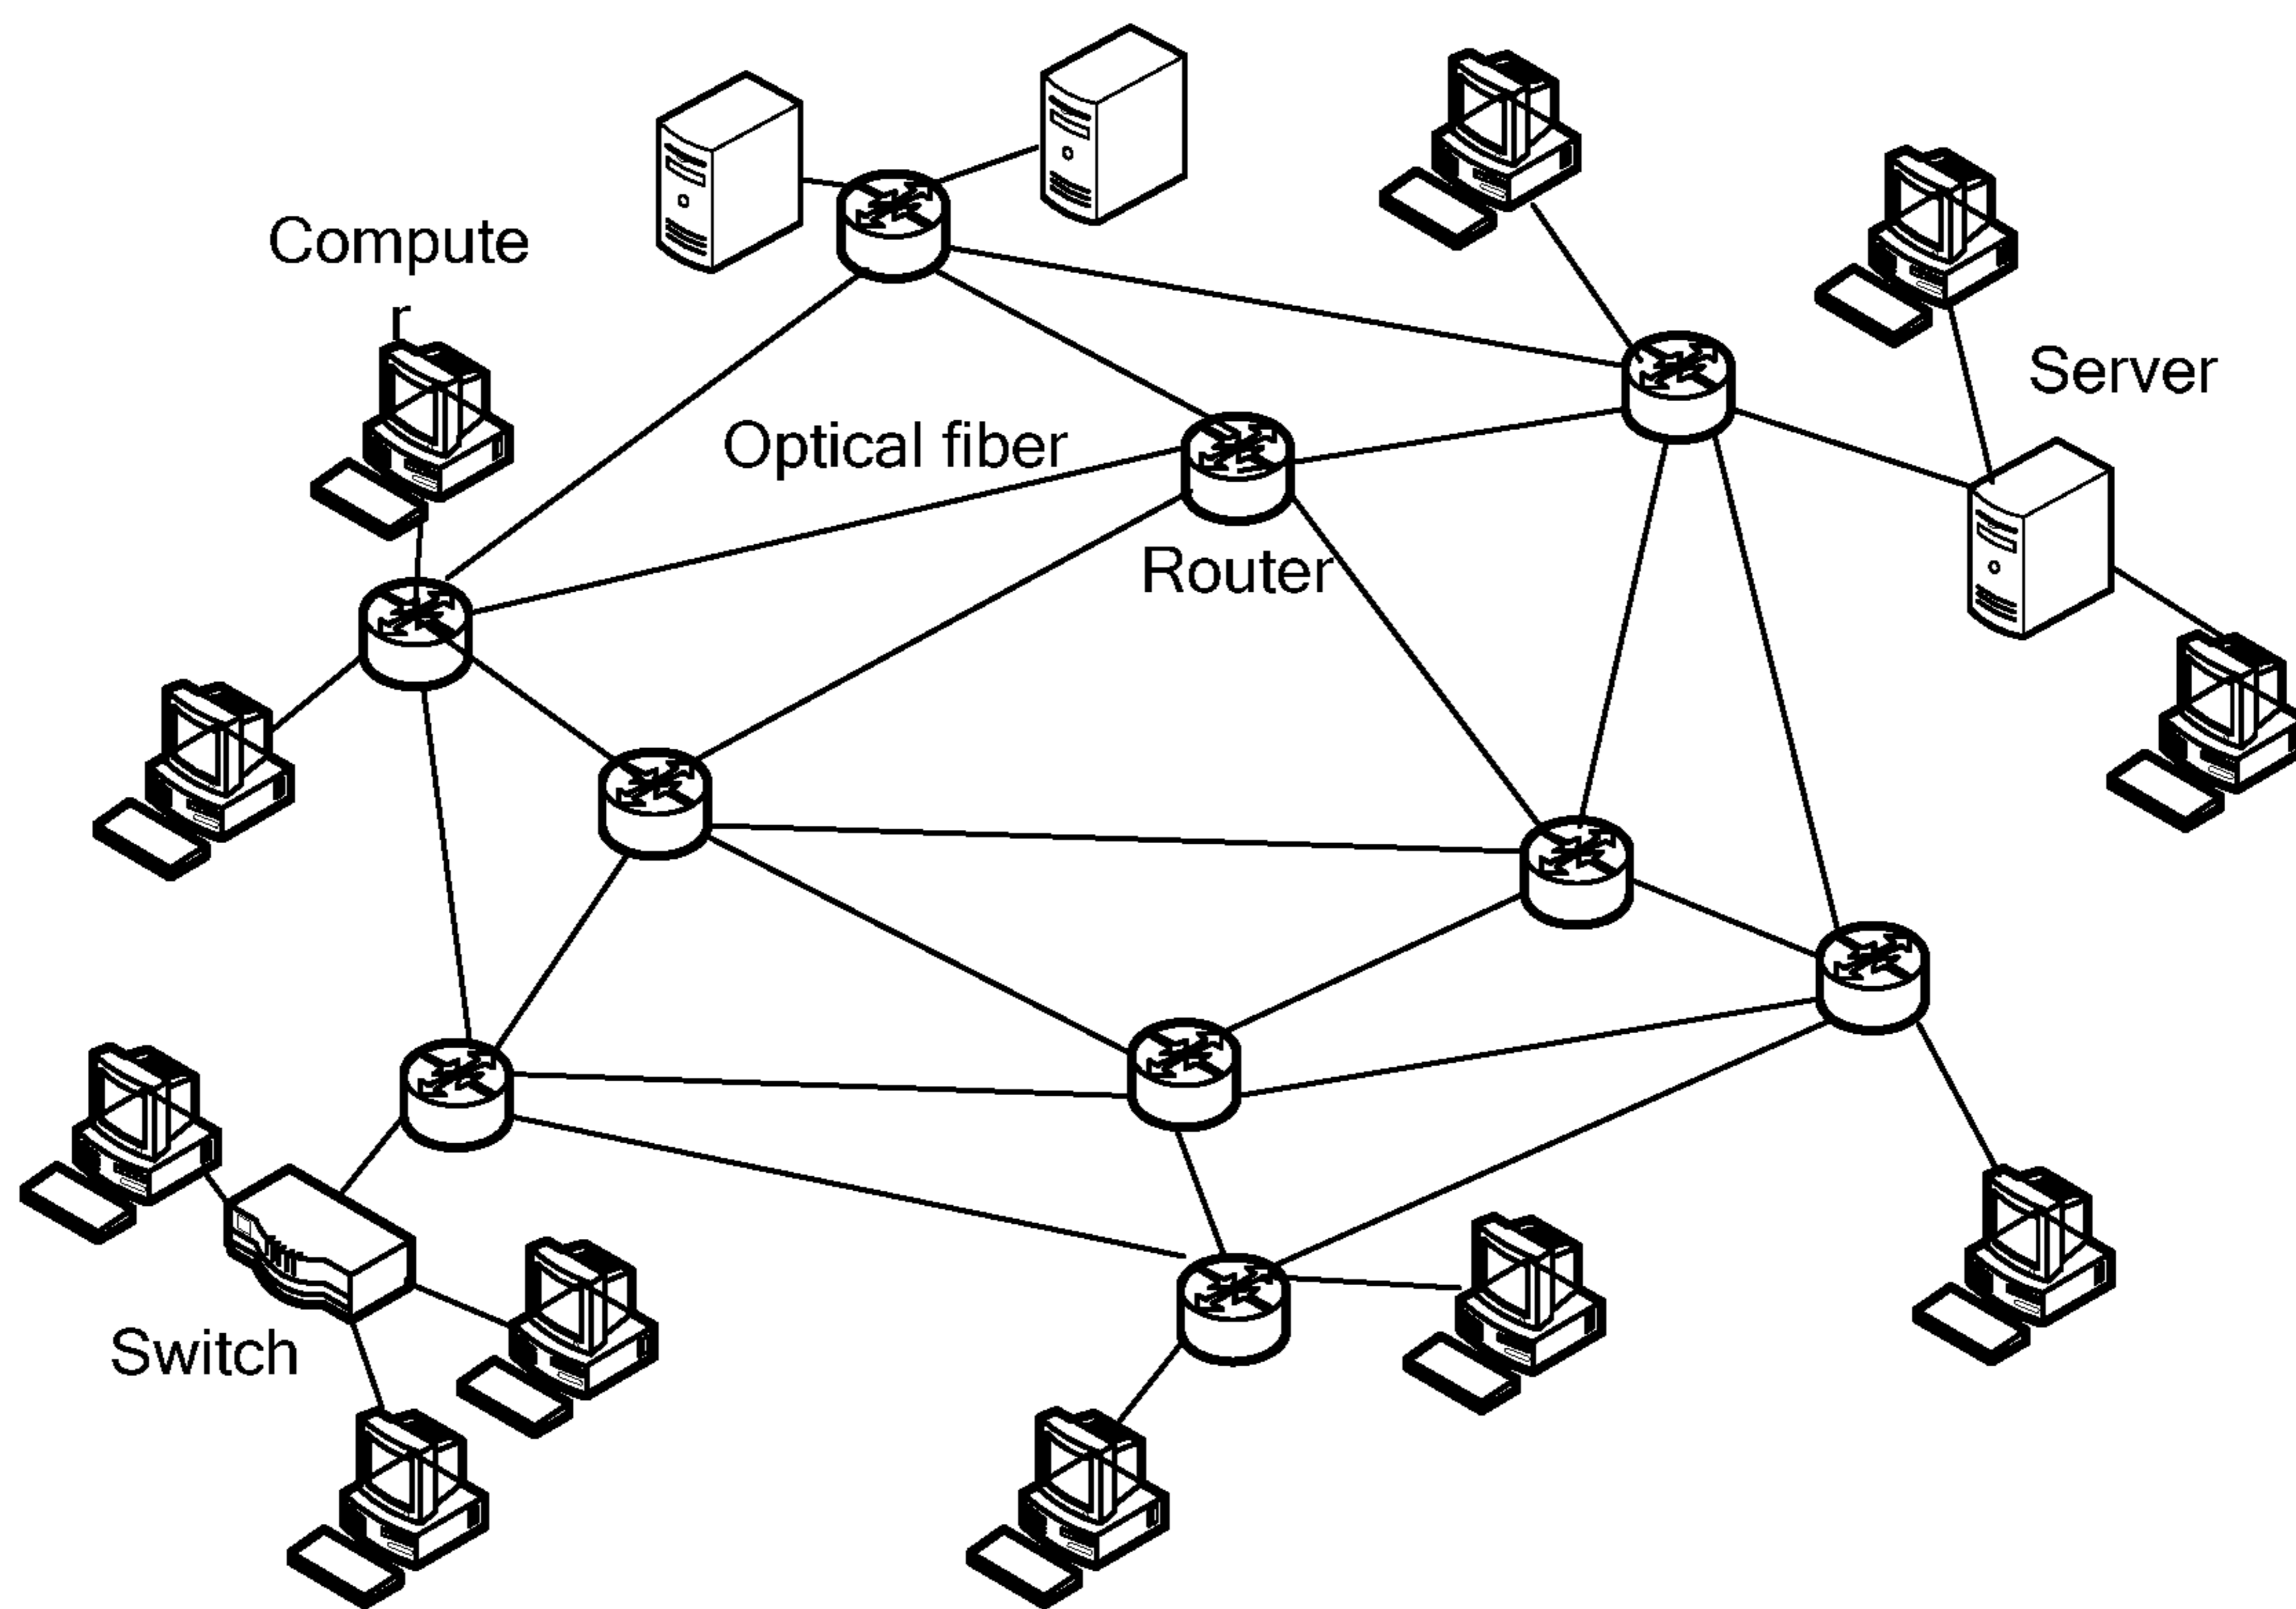 Compute
r
Server
Optical fiber
Router
Switch